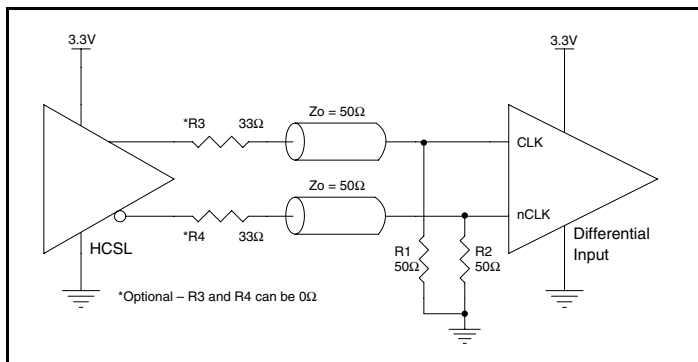 3.3V
3.3V
*R3 33Ω
Zo = 50Ω
CLK
Zo = 50Ω
nCLK
HCSL
*R4 33Ω
R1
50Ω
R2
50Ω
Differential
Input
*Optional – R3 and R4 can be 0Ω